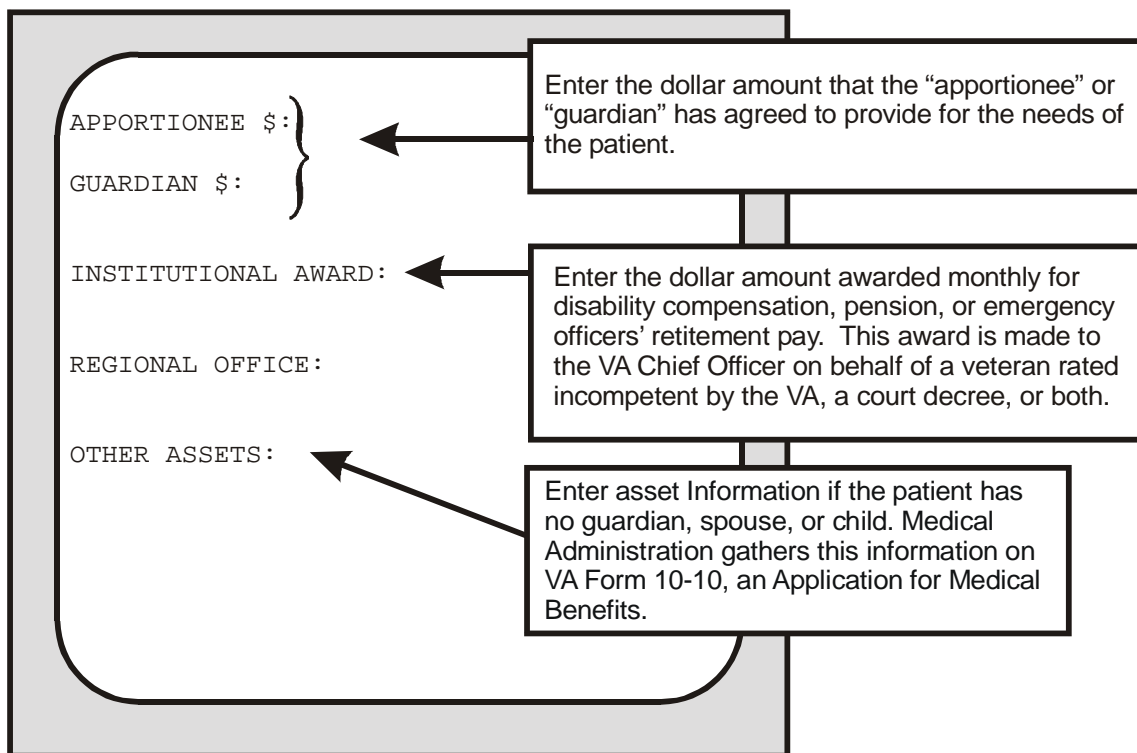 APPORTIONEE $:
Enter the dollar amount that the “apportionee” or
“guardian” has agreed to provide for the needs of
the patient.
GUARDIAN $:
INSTITUTIONAL AWARD:
Enter the dollar amount awarded monthly for
disability compensation, pension, or emergency
officers’ retitement pay. This award is made to
the VA Chief Officer on behalf of a veteran rated
incompetent by the VA, a court decree, or both.
REGIONAL OFFICE:
OTHER ASSETS:
Enter asset Information if the patient has
no guardian, spouse, or child. Medical
Administration gathers this information on
VA Form 10-10, an Application for Medical
Benefits.